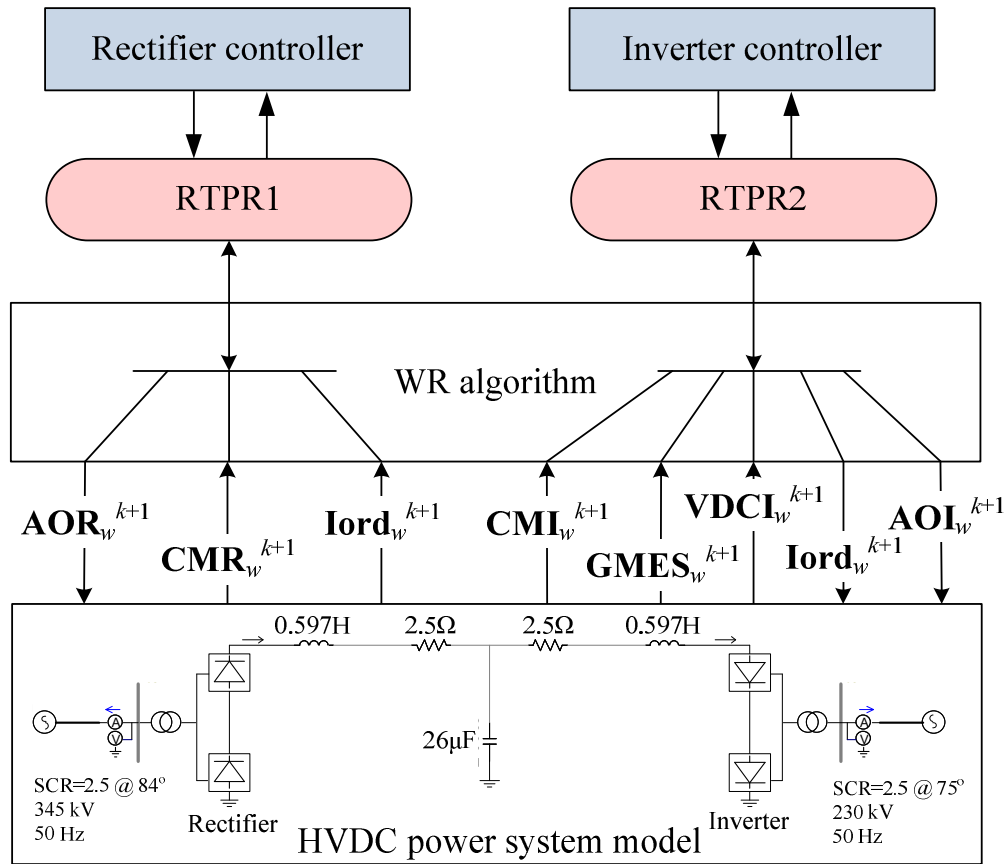 Rectifier controller
Inverter controller
RTPR1
RTPR2
WR algorithm
AOR_w^{k+1}
CMR_w^{k+1}
Iord_w^{k+1}
CMI_w^{k+1}
GMES_w^{k+1}
VDCI_w^{k+1}
Iord_w^{k+1}
AOI_w^{k+1}
0.597H
2.5Ω
2.5Ω
0.597H
A
V
A
V
26μF
SCR=2.5 @ 84°
345 kV
50 Hz
Rectifier
Inverter
SCR=2.5 @ 75°
230 kV
50 Hz
HVDC power system model